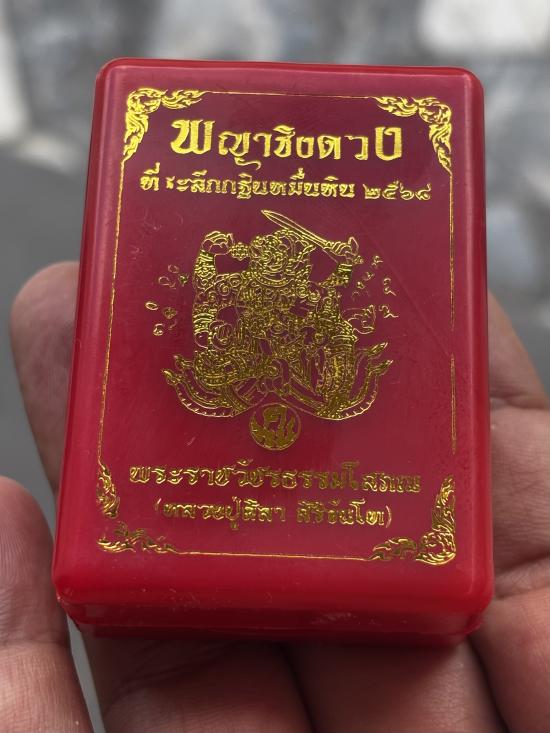 พญาชิงดวง
ที่ระลึกกฐินหมื่นหิน ๒๕๖๘
พระราชวัชรธรรมโสภณ
(หลวงปู่ศิลา สิริจันโท)